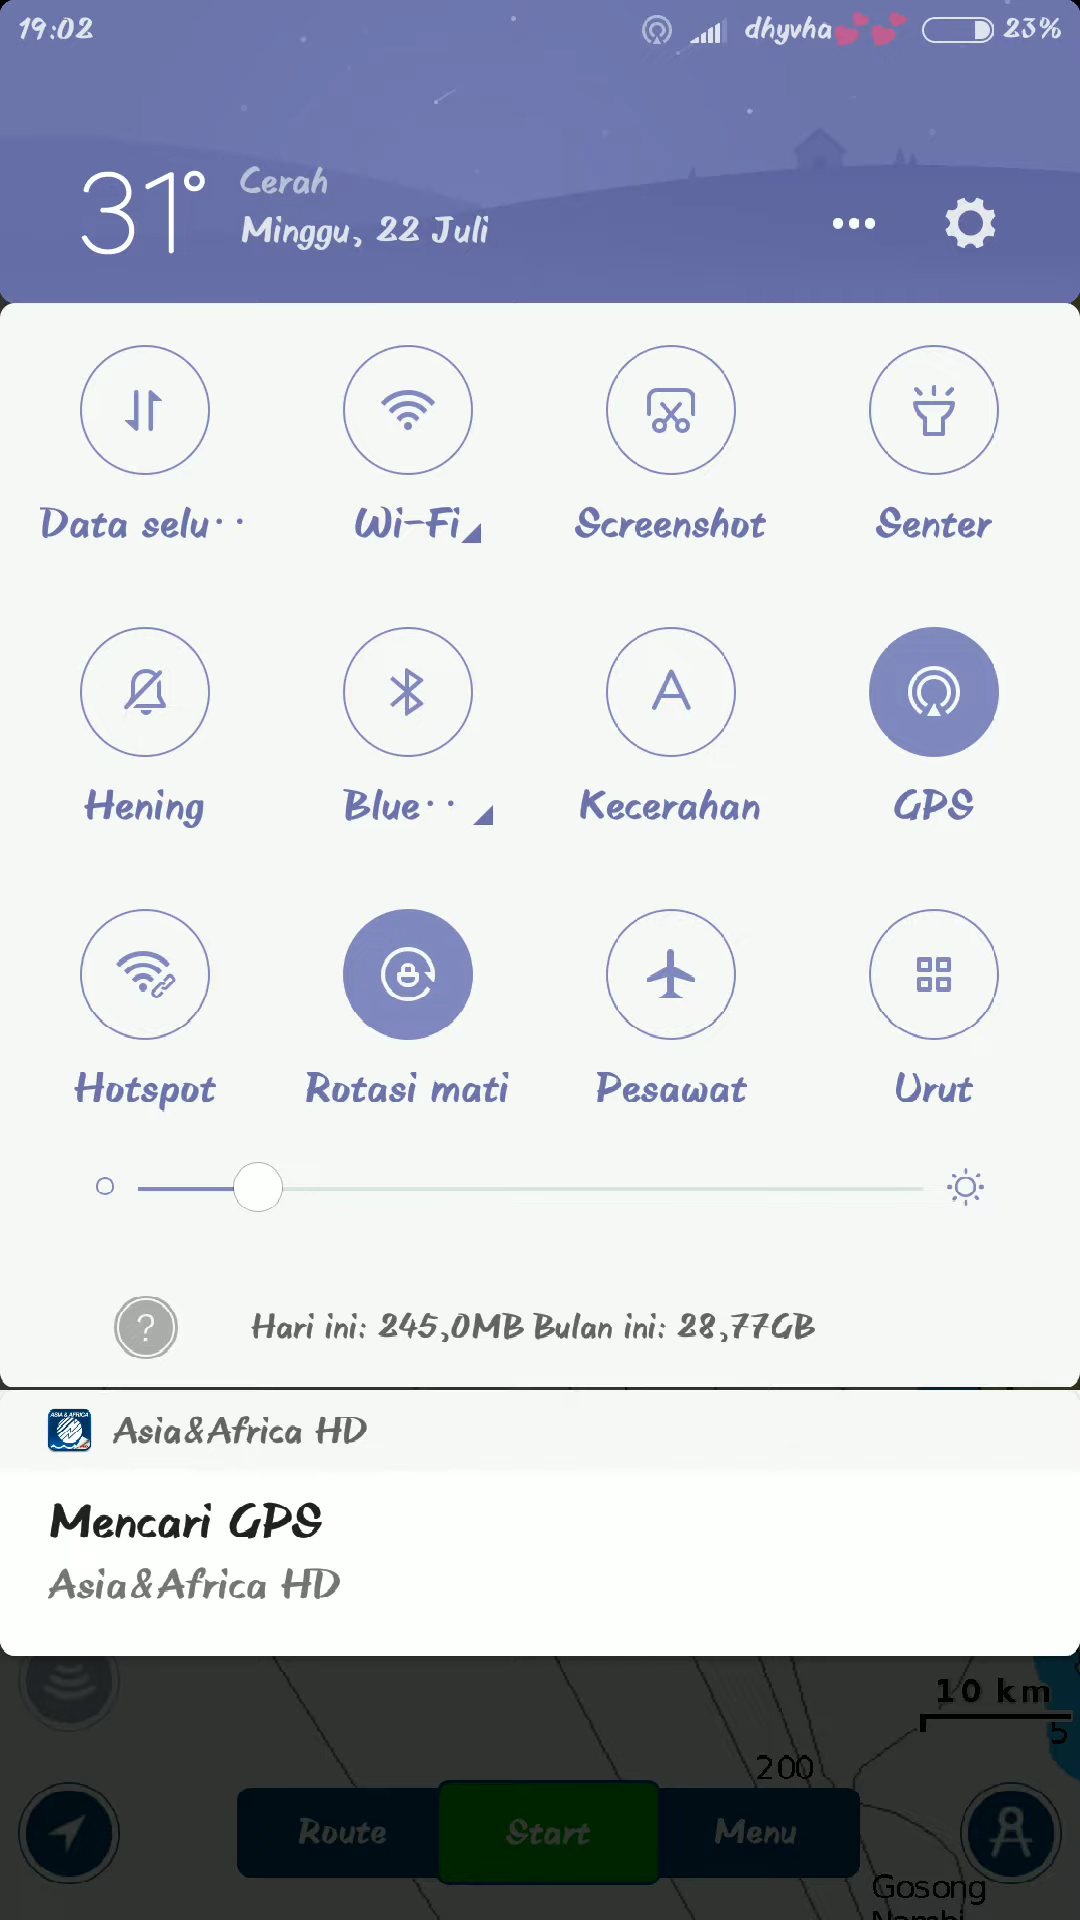 19:02
dhyvha💕💕 23%
31°
Cerah
Minggu, 22 Juli
Data selu··
Wi-Fi
Screenshot
Senter
Hening
Blue··
Kecerahan
GPS
Hotspot
Rotasi mati
Pesawat
Urut
Hari ini: 245,0MB Bulan ini: 28,77GB
Asia&Africa HD
Mencari GPS
Asia&Africa HD
10 km
5
200
Route
Start
Menu
Gosong